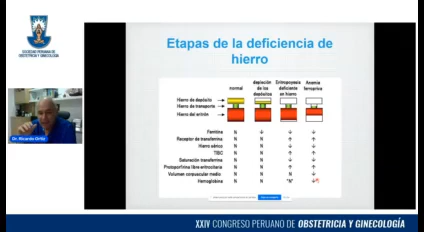 SOCIEDAD PERUANA DE
OBSTETRICIA Y GINECOLOGÍA
Etapas de la deficiencia de
hierro
normal
depleción
de los
depósitos
Eritropoyesis
deficiente
en hierro
Anemia
ferropénica
Hierro de depósito
Hierro de transporte
Hierro del eritrón
Ferritina N ↓ ↓ ↓
Receptor de transferrina N N ↑ ↑
Hierro sérico N N ↓ ↓
TIBC N N ↑ ↑
Saturación transferrina N N ↓ ↓
Protoporfirina libre eritrocitaria N N ↑ ↑
Volumen corpuscular medio N N N ↓
Hemoglobina N N "N" ↓
Dr. Ricardo Ortiz
XXIV CONGRESO PERUANO DE OBSTETRICIA Y GINECOLOGÍA